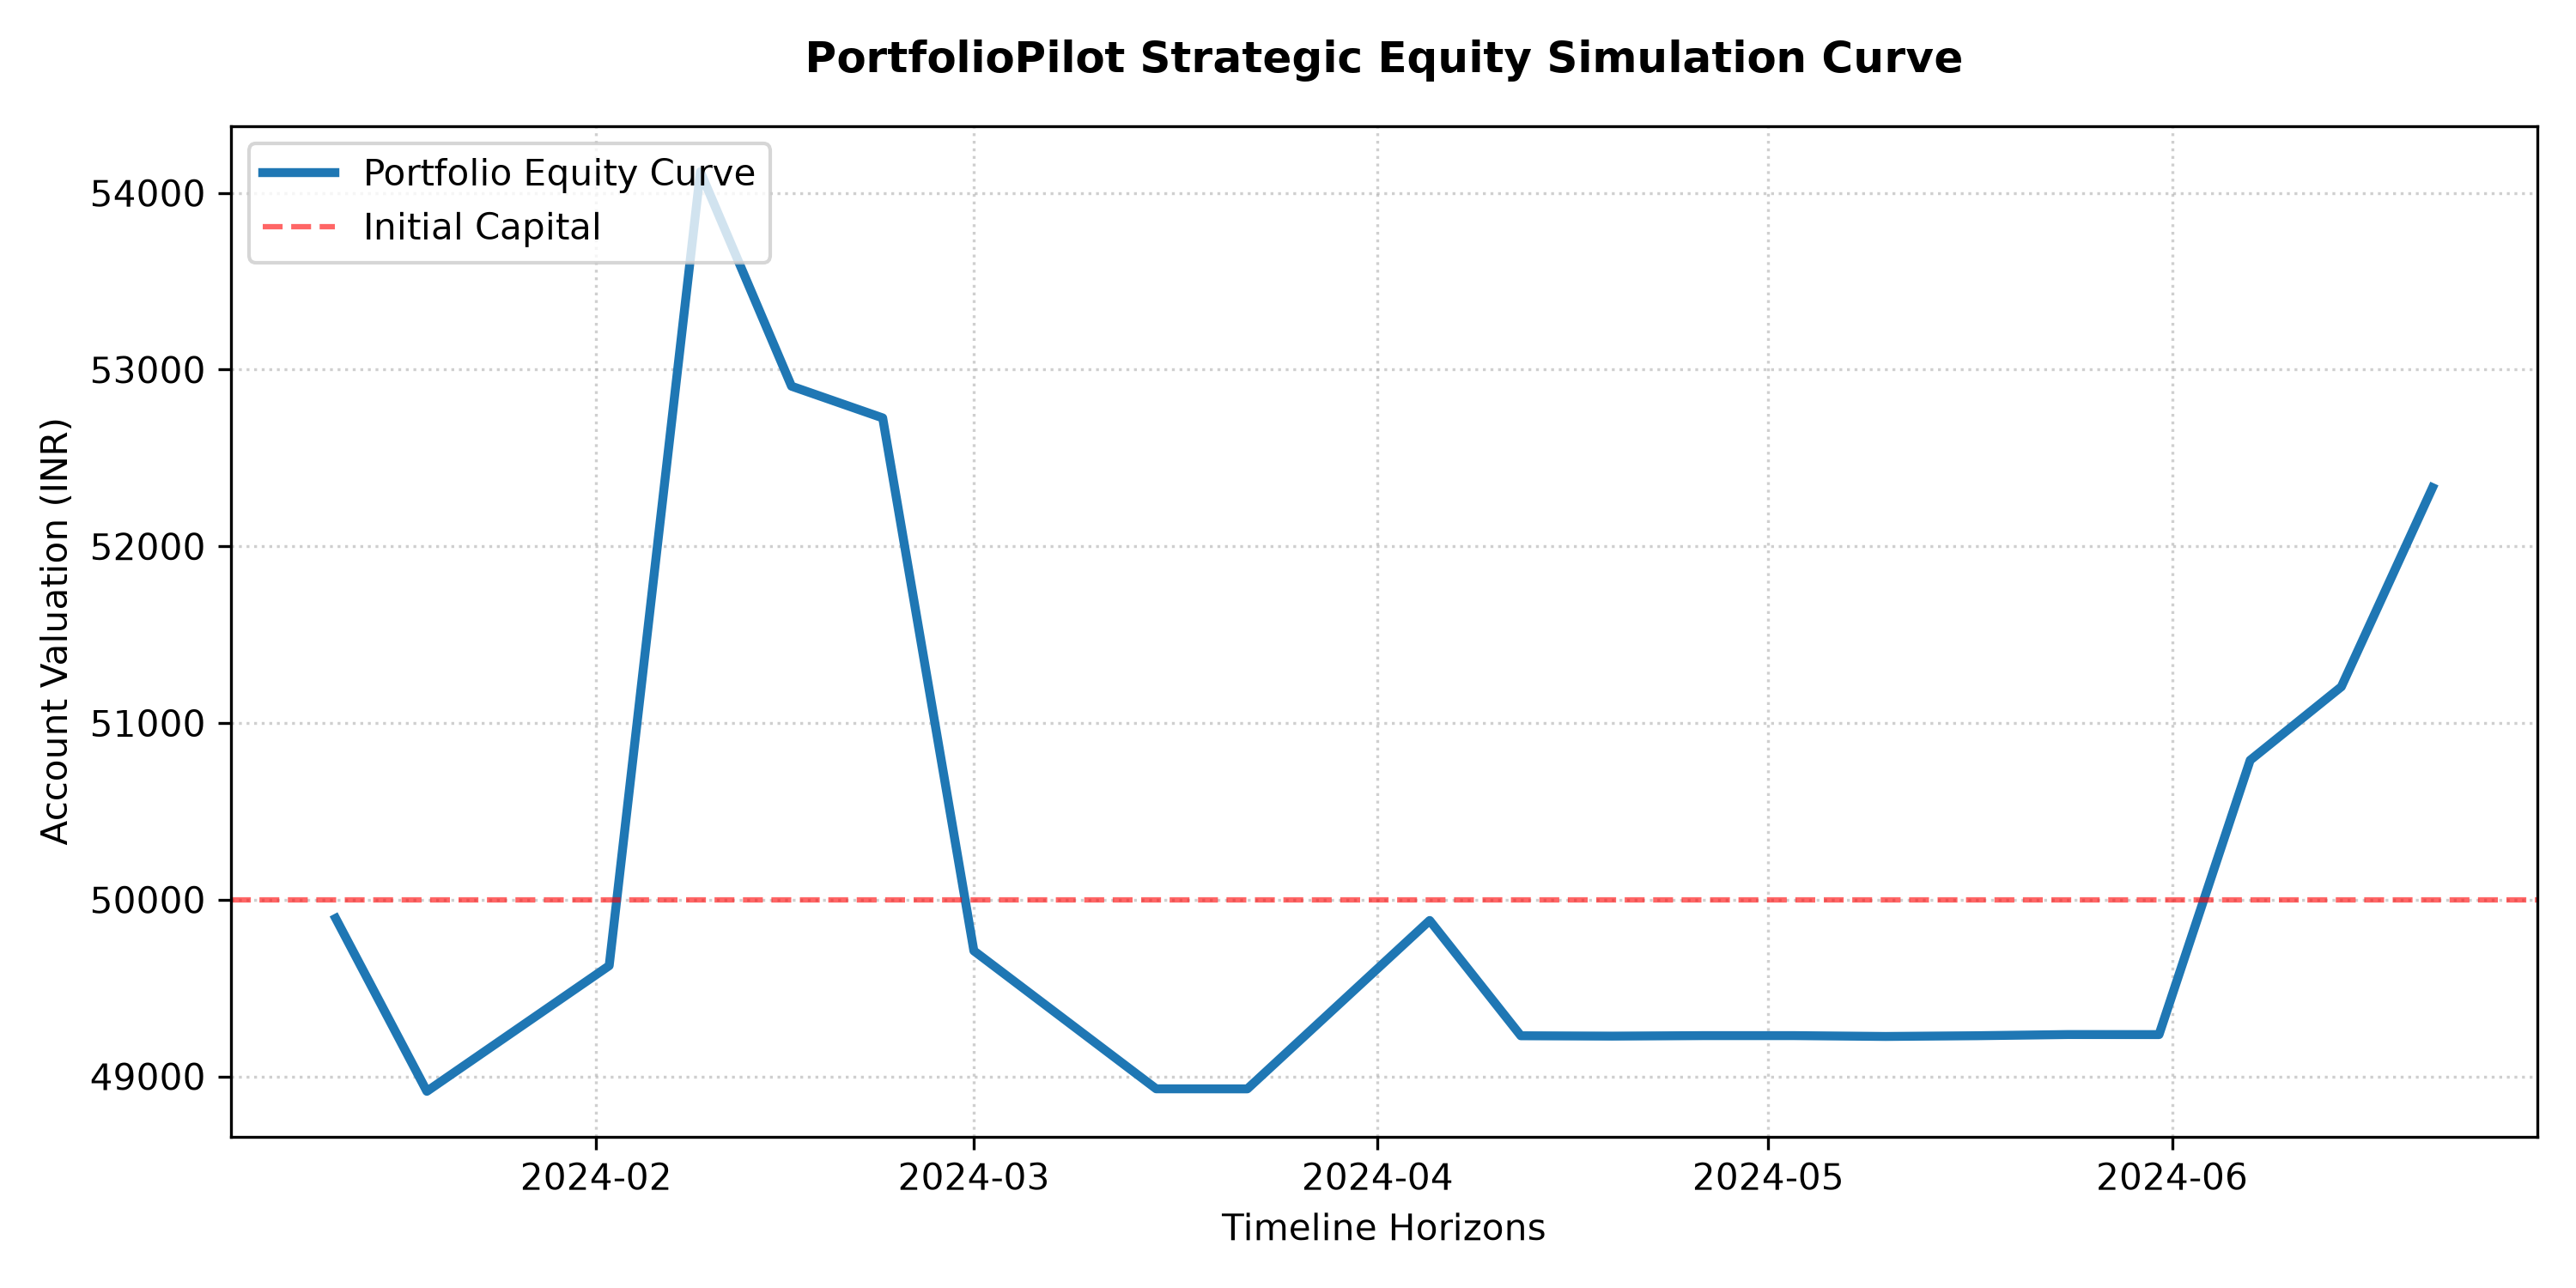 PortfolioPilot Strategic Equity Simulation Curve
Portfolio Equity Curve
Initial Capital
54000
53000
52000
51000
50000
49000
Account Valuation (INR)
2024-02 2024-03 2024-04 2024-05 2024-06
Timeline Horizons